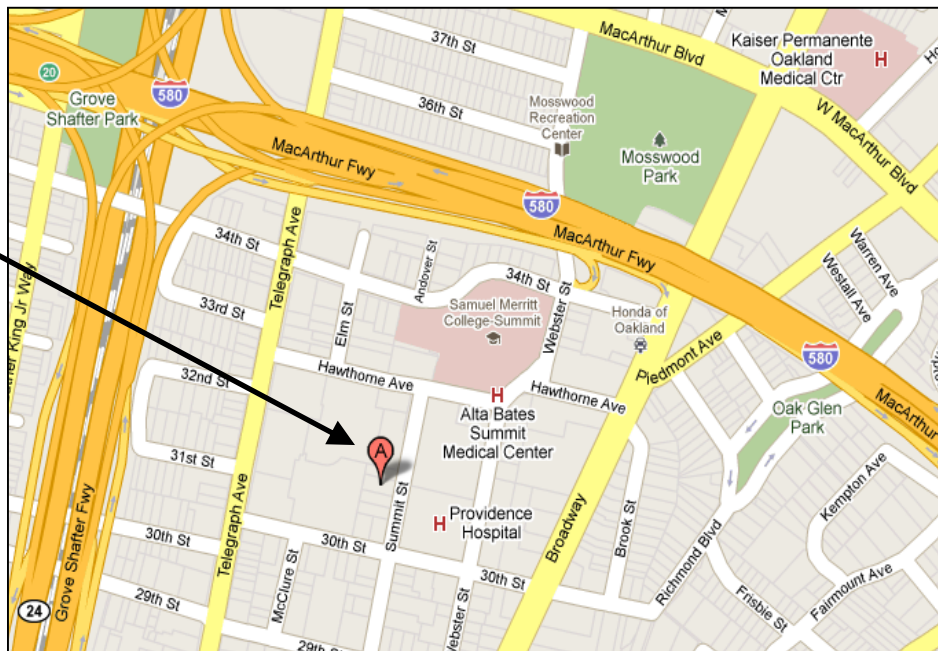 37th St
MacArthur Blvd
Kaiser Permanente
Oakland
Medical Ctr
H
20
Grove
Shafter Park
580
36th St
Mosswood
Recreation
Center
Mosswood
Park
W MacArthur Blvd
MacArthur Fwy
Telegraph Ave
580
MacArthur Fwy
34th St
Andover St
34th St
Warren Ave
Westall Ave
33rd St
Elm St
Samuel Merritt
College-Summit
Webster St
Honda of
Oakland
Piedmont Ave
580
32nd St
Hawthorne Ave
H
Hawthorne Ave
Alta Bates
Summit
Medical Center
Oak Glen
Park
MacArthur
A
31st St
Telegraph Ave
Summit St
H
Providence
Hospital
Broadway
Brook St
Kempton Ave
Grove Shafter Fwy
30th St
30th St
30th St
Richmond Blvd
McClure St
Fairmount Ave
Frisbie St
24
29th St
29th St